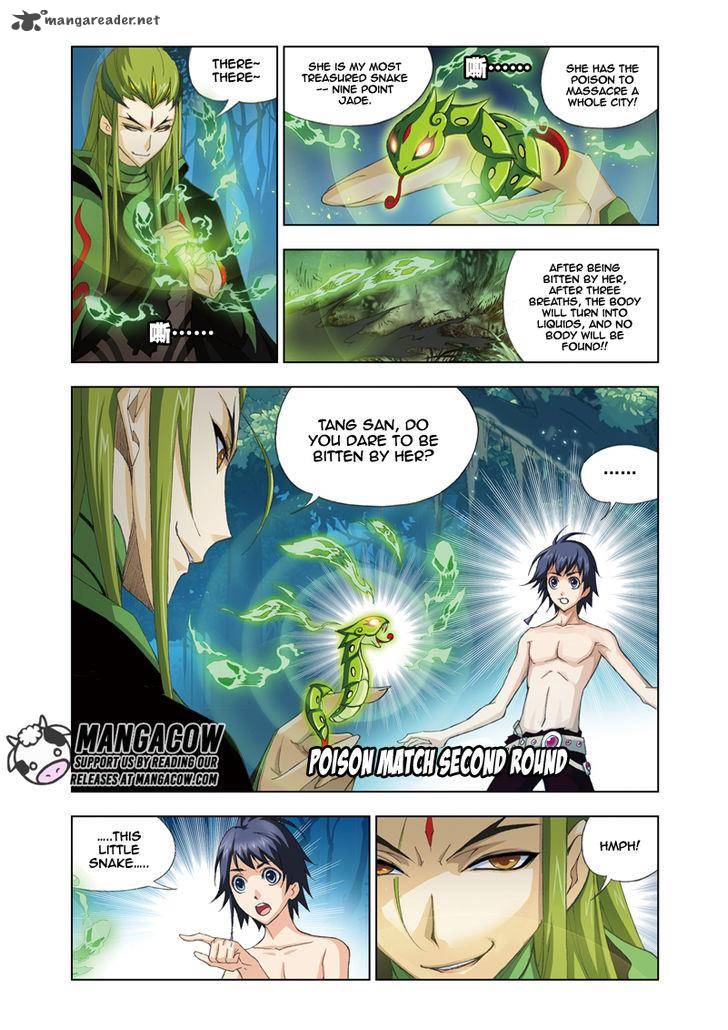 mangareader.net
THERE~
THERE~
嘶……
SHE IS MY MOST
TREASURED SNAKE
-- NINE POINT
JADE.
嘶……
SHE HAS THE
POISON TO
MASSACRE A
WHOLE CITY!
AFTER BEING
BITTEN BY HER,
AFTER THREE
BREATHS, THE BODY
WILL TURN INTO
LIQUIDS, AND NO
BODY WILL BE
FOUND!!
TANG SAN, DO
YOU DARE TO BE
BITTEN BY HER?
......
MANGACOW
SUPPORT US BY READING OUR
RELEASES AT MANGACOW.COM
POISON MATCH SECOND ROUND
.....THIS
LITTLE
SNAKE.....
HMPH!